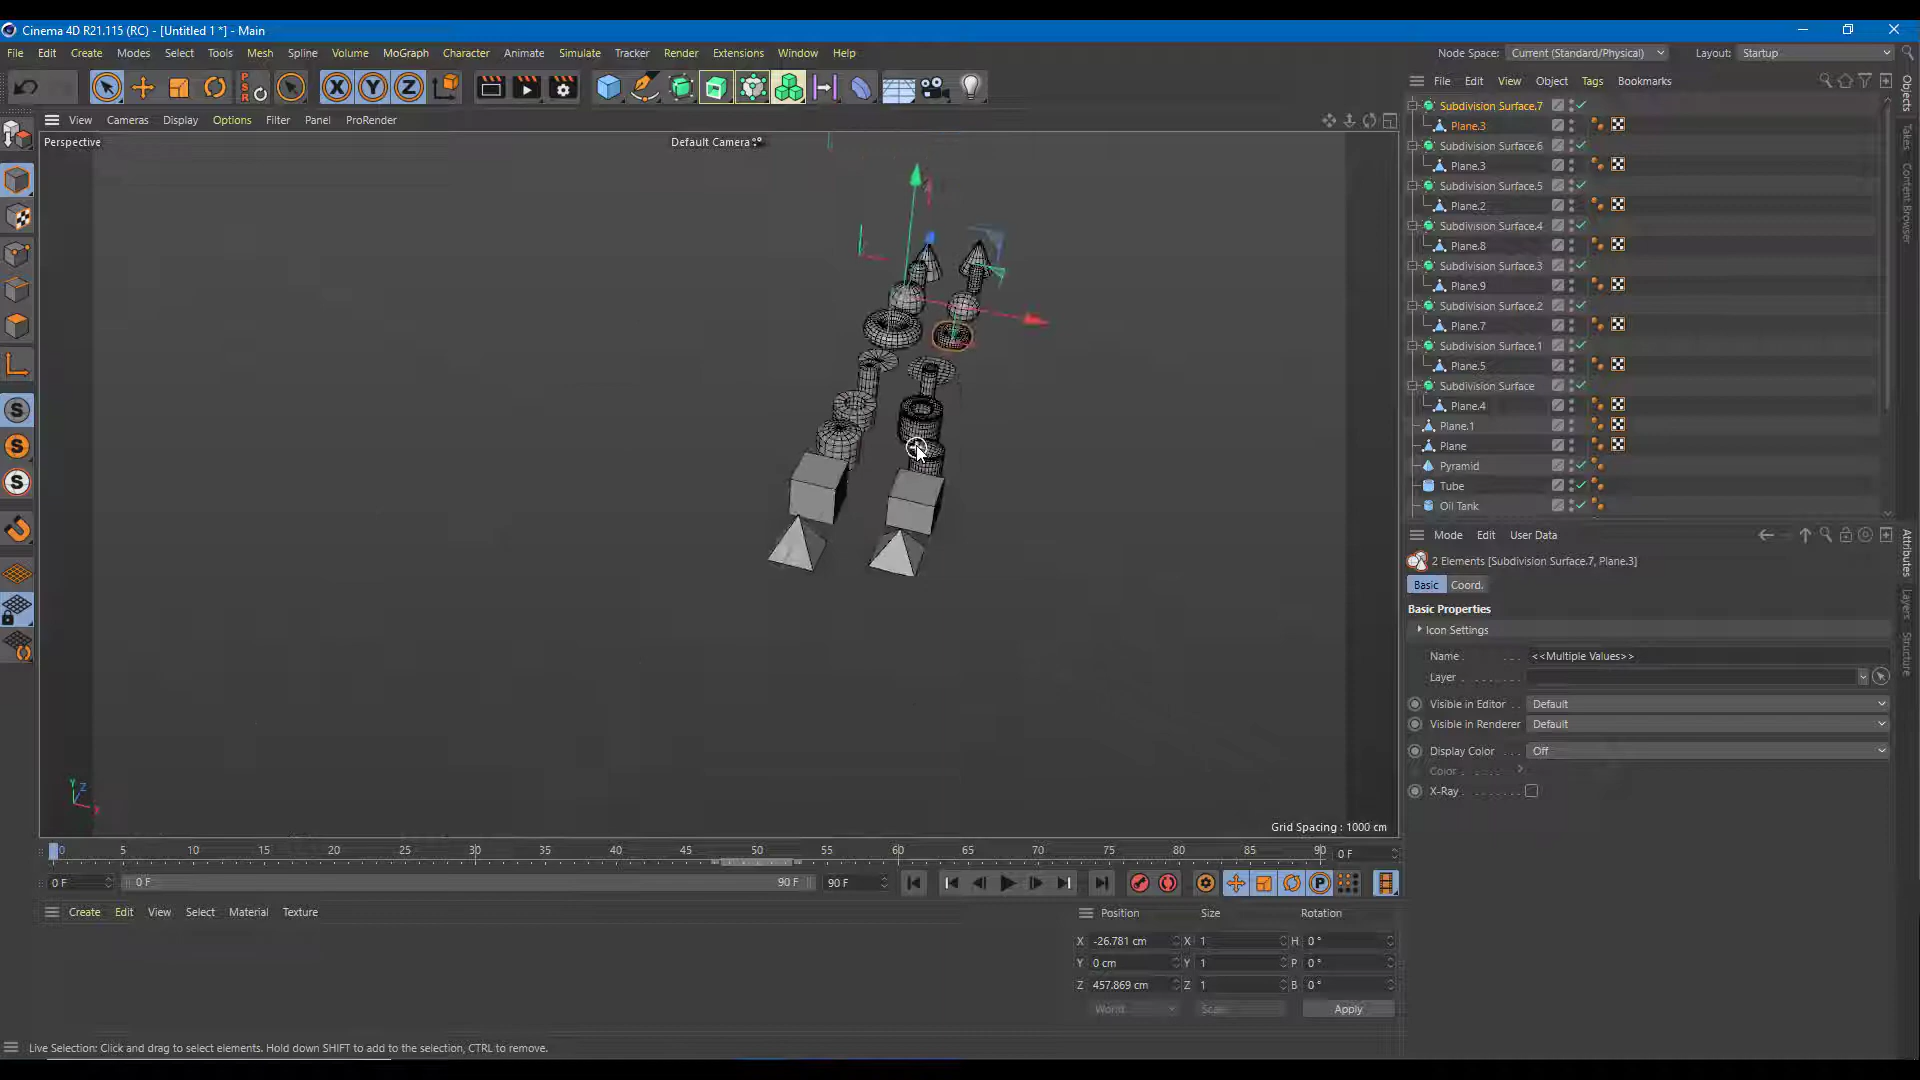 Cinema 4D R21.115 (RC) - [Untitled 1 *] - Main
File Edit Create Modes Select Tools Mesh Spline Volume MoGraph Character Animate Simulate Tracker Render Extensions Window Help
Node Space: Current (Standard/Physical) Layout: Startup
File Edit View Object Tags Bookmarks
View Cameras Display Options Filter Panel ProRender
Perspective
Default Camera
Subdivision Surface.7
Plane.3
Subdivision Surface.6
Plane.3
Subdivision Surface.5
Plane.2
Subdivision Surface.4
Plane.8
Subdivision Surface.3
Plane.9
Subdivision Surface.2
Plane.7
Subdivision Surface.1
Plane.5
Subdivision Surface
Plane.4
Plane.1
Plane
Pyramid
Tube
Oil Tank
Objects
Takes
Content Browser
Mode Edit User Data
2 Elements [Subdivision Surface.7, Plane.3]
Basic Coord.
Basic Properties
Icon Settings
Name <<Multiple Values>>
Layer
Visible in Editor Default
Visible in Renderer Default
Display Color Off
Color
X-Ray
Attributes
Layers
Structure
Grid Spacing : 1000 cm
0 5 10 15 20 25 30 35 40 45 50 55 60 65 70 75 80 85 90 0 F
0 F 0 F 90 F 90 F
Create Edit View Select Material Texture
Position Size Rotation
X -26.781 cm X 1 H 0 °
Y 0 cm Y 1 P 0 °
Z 457.869 cm Z 1 B 0 °
World Scale Apply
Live Selection: Click and drag to select elements. Hold down SHIFT to add to the selection, CTRL to remove.